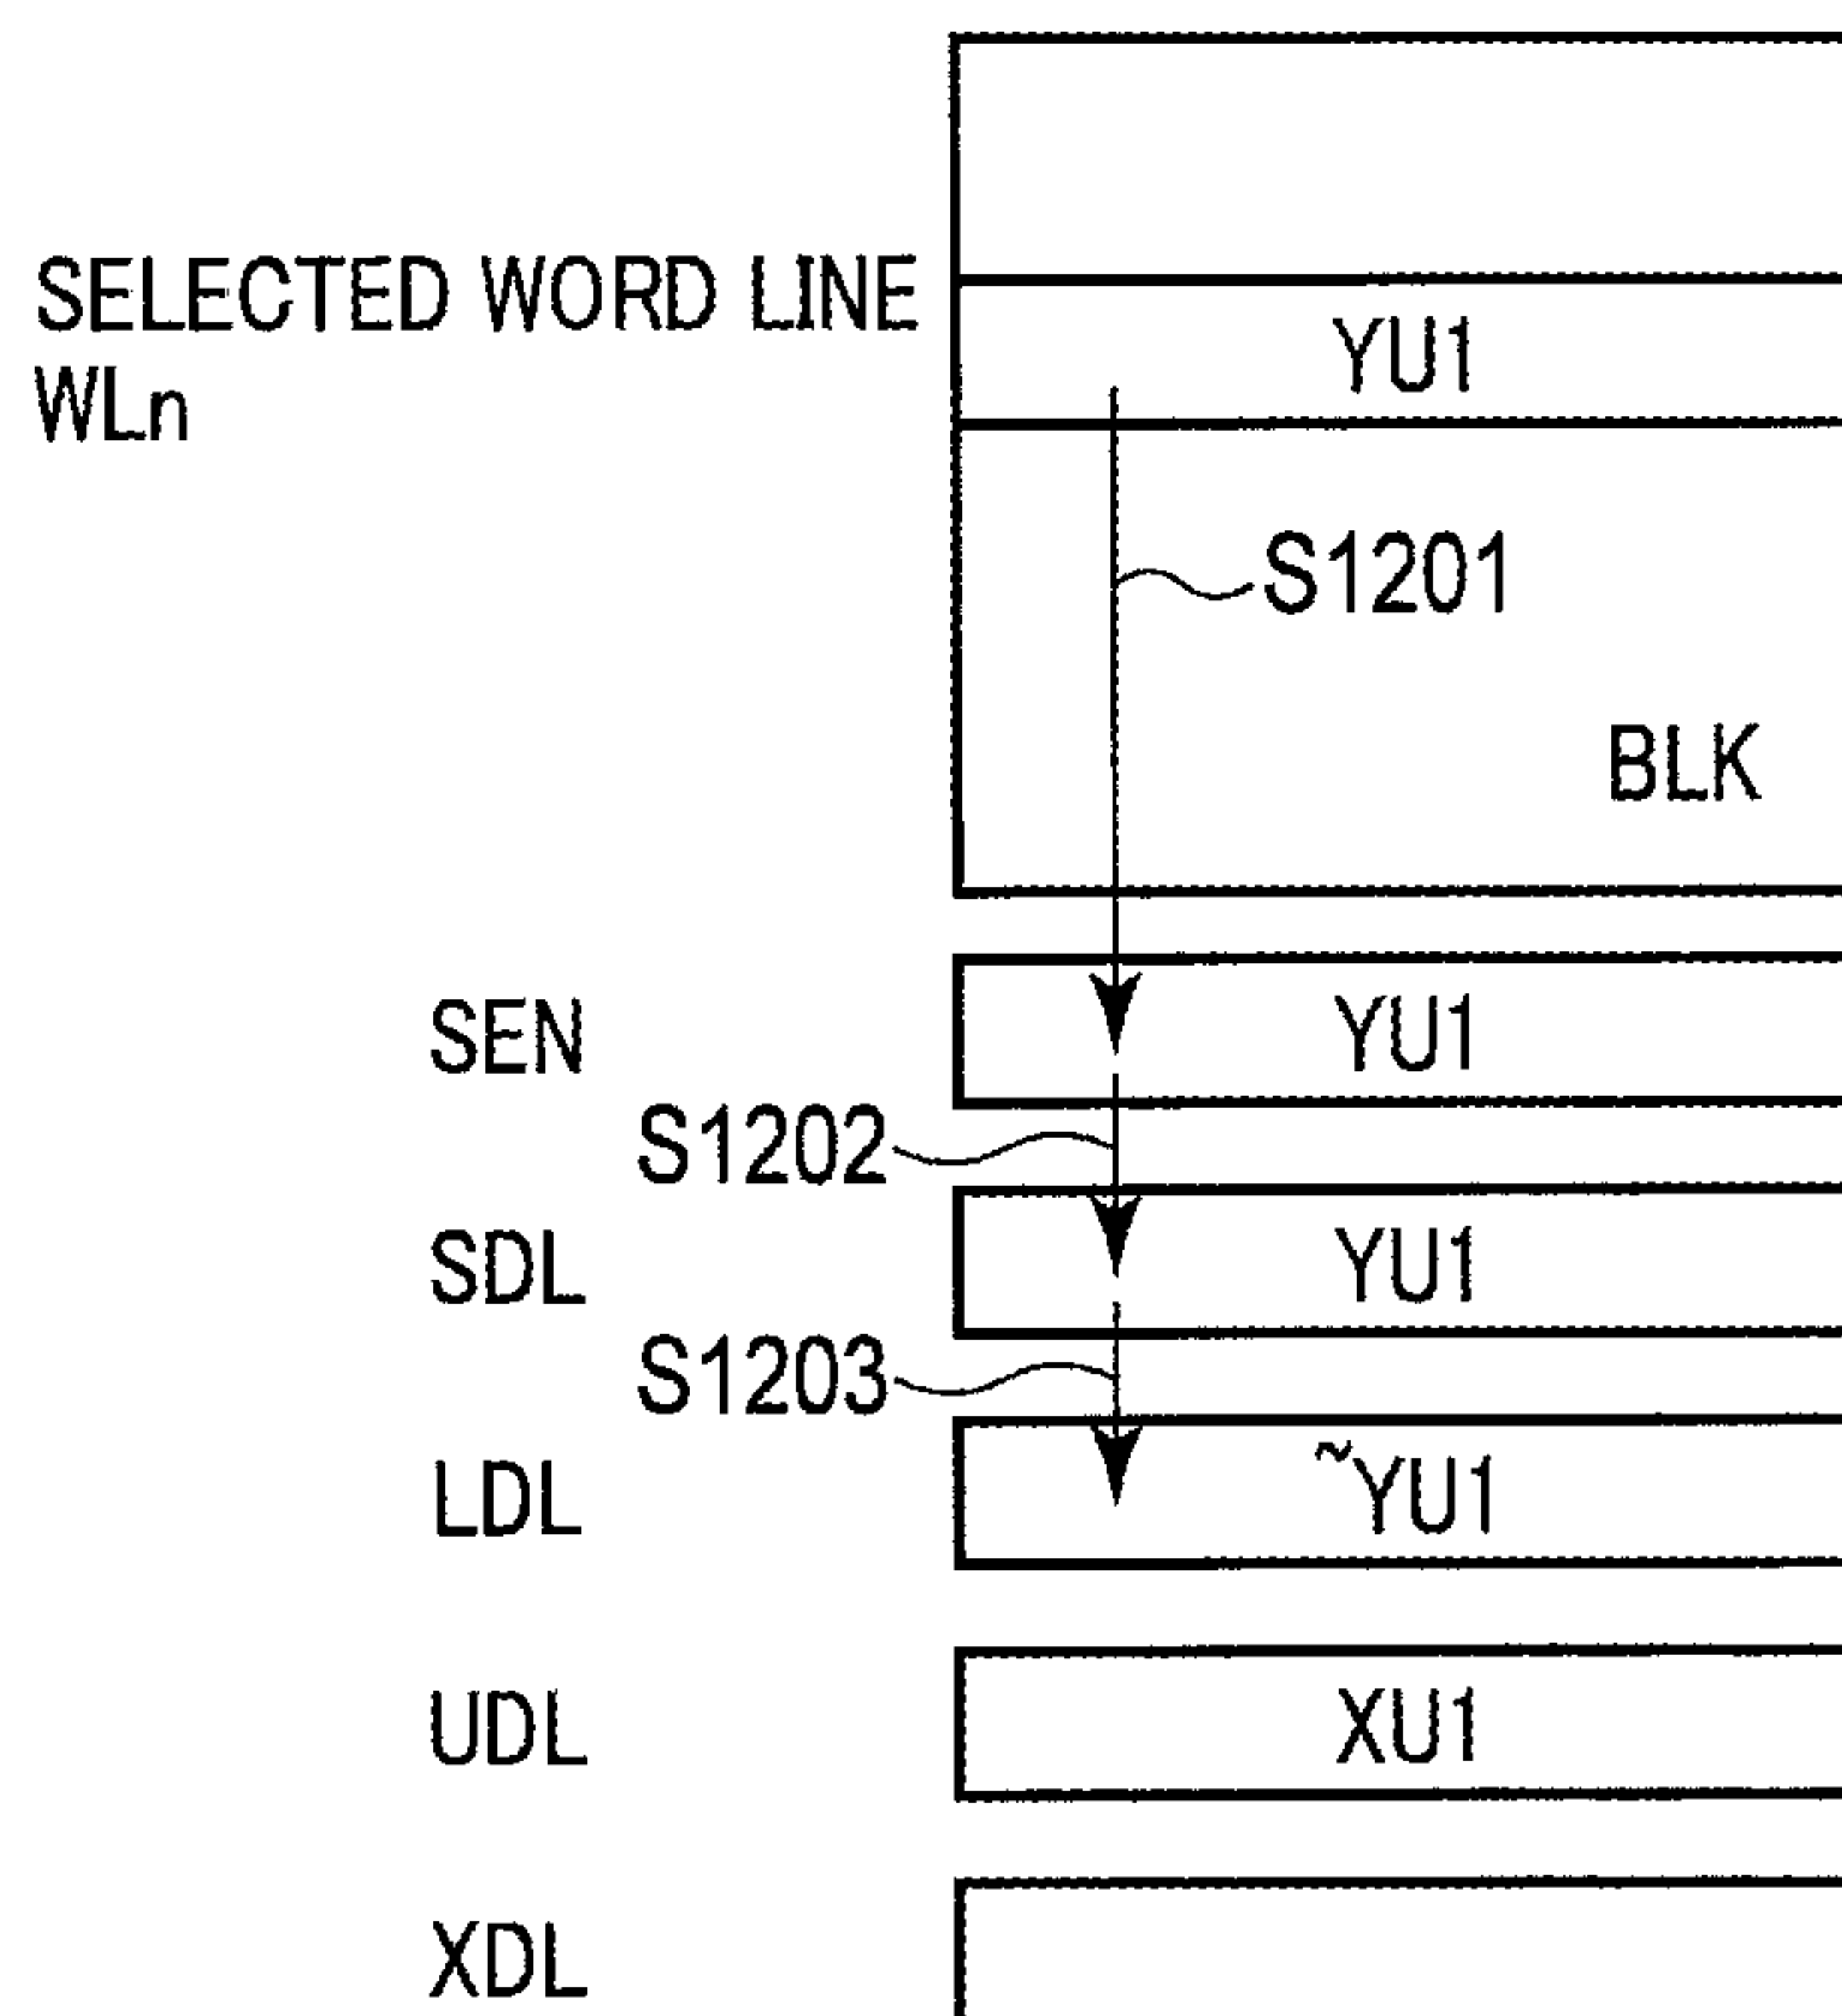 SELECTED WORD LINE
WLn
YU1
S1201
BLK
SEN
YU1
S1202
SDL
YU1
S1203
LDL
~YU1
UDL
XU1
XDL